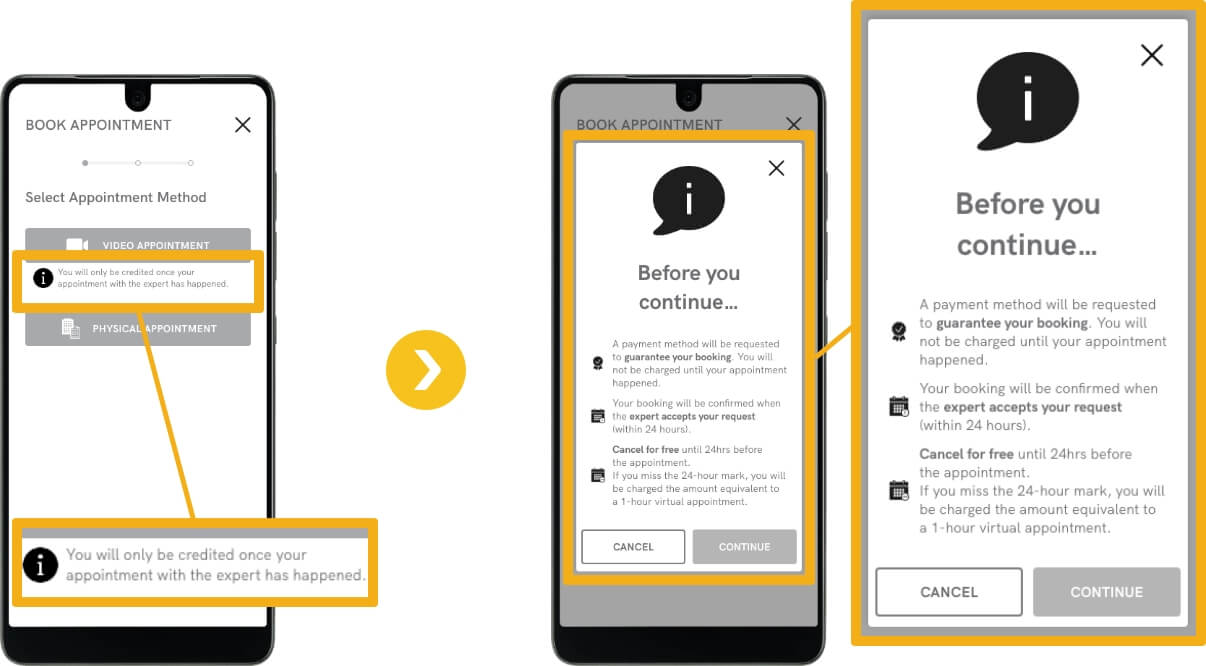 BOOK APPOINTMENT
Select Appointment Method
VIDEO APPOINTMENT
You will only be credited once your
appointment with the expert has happened.
PHYSICAL APPOINTMENT
You will only be credited once your
appointment with the expert has happened.
BOOK APPOINTMENT
Before you
continue...
A payment method will be requested
to guarantee your booking. You will
not be charged until your appointment
happened.
Your booking will be confirmed when
the expert accepts your request
(within 24 hours).
Cancel for free until 24hrs before
the appointment.
If you miss the 24-hour mark, you will
be charged the amount equivalent to
a 1-hour virtual appointment.
CANCEL
CONTINUE
Before you
continue...
A payment method will be requested
to guarantee your booking. You will
not be charged until your appointment
happened.
Your booking will be confirmed when
the expert accepts your request
(within 24 hours).
Cancel for free until 24hrs before
the appointment.
If you miss the 24-hour mark, you will
be charged the amount equivalent to
a 1-hour virtual appointment.
CANCEL
CONTINUE